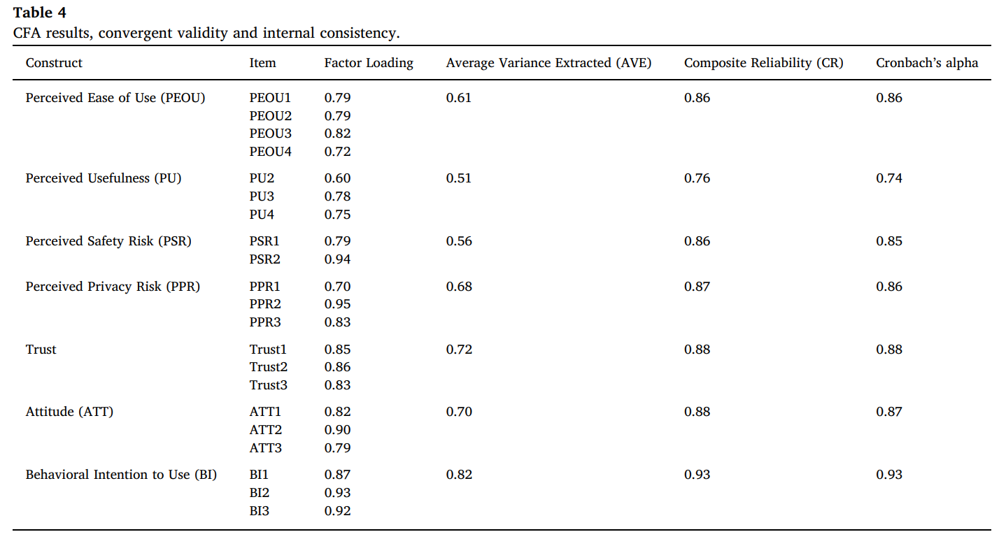 Table 4
CFA results, convergent validity and internal consistency.
Construct Item Factor Loading Average Variance Extracted (AVE) Composite Reliability (CR) Cronbach’s alpha
Perceived Ease of Use (PEOU) PEOU1 0.79 0.61 0.86 0.86
PEOU2 0.79
PEOU3 0.82
PEOU4 0.72
Perceived Usefulness (PU) PU2 0.60 0.51 0.76 0.74
PU3 0.78
PU4 0.75
Perceived Safety Risk (PSR) PSR1 0.79 0.56 0.86 0.85
PSR2 0.94
Perceived Privacy Risk (PPR) PPR1 0.70 0.68 0.87 0.86
PPR2 0.95
PPR3 0.83
Trust Trust1 0.85 0.72 0.88 0.88
Trust2 0.86
Trust3 0.83
Attitude (ATT) ATT1 0.82 0.70 0.88 0.87
ATT2 0.90
ATT3 0.79
Behavioral Intention to Use (BI) BI1 0.87 0.82 0.93 0.93
BI2 0.93
BI3 0.92